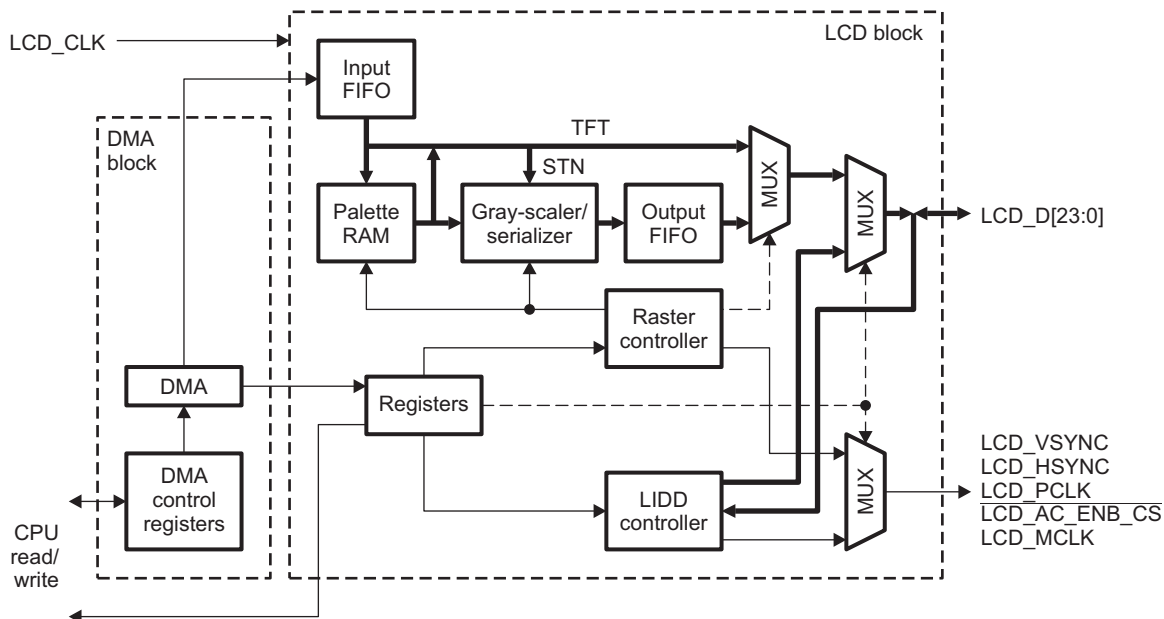 LCD_CLK
LCD block
Input
FIFO
DMA
block
TFT
STN
MUX
MUX
Palette
RAM
Gray-scaler/
serializer
Output
FIFO
LCD_D[23:0]
Raster
controller
DMA
Registers
DMA
control
registers
LIDD
controller
MUX
LCD_VSYNC
LCD_HSYNC
LCD_PCLK
LCD_AC_ENB_CS
LCD_MCLK
CPU
read/
write